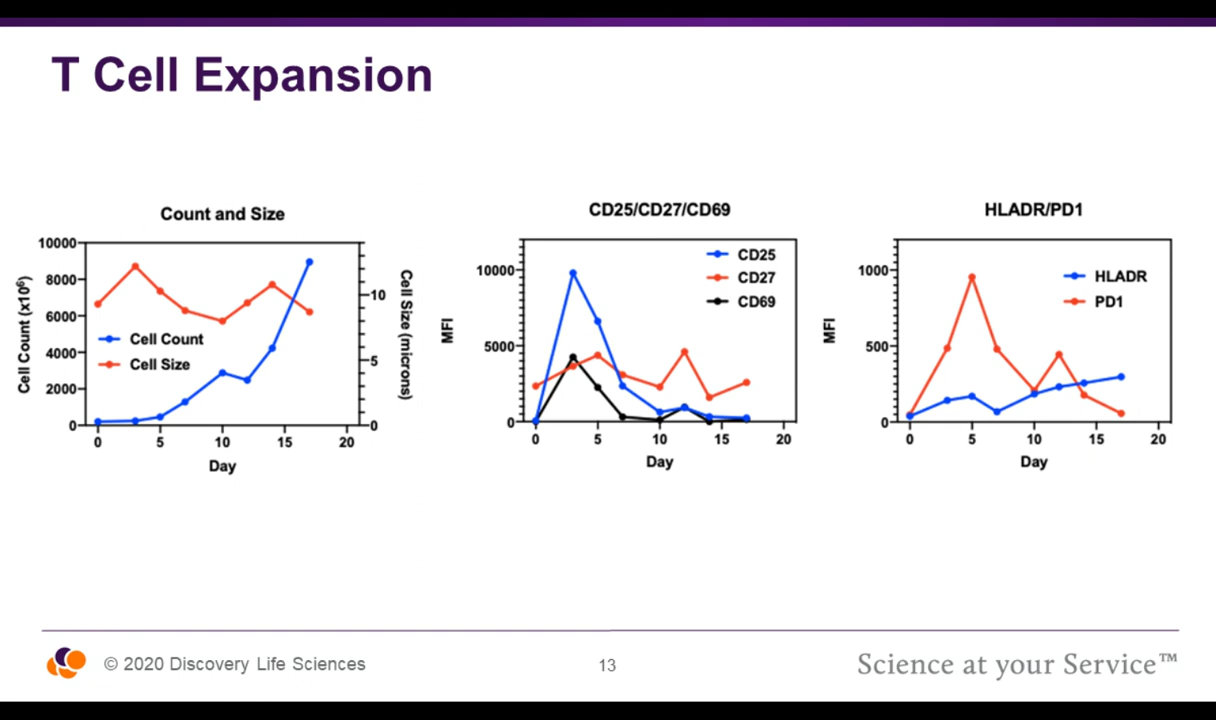 T Cell Expansion
Count and Size
10000
8000
6000
4000
2000
0
Cell Count (x10⁶)
Cell Count
Cell Size
10
5
0
Cell Size (microns)
0 5 10 15 20
Day
CD25/CD27/CD69
10000
5000
0
MFI
CD25
CD27
CD69
0 5 10 15 20
Day
HLADR/PD1
1000
500
0
MFI
HLADR
PD1
0 5 10 15 20
Day
© 2020 Discovery Life Sciences
13
Science at your Service™